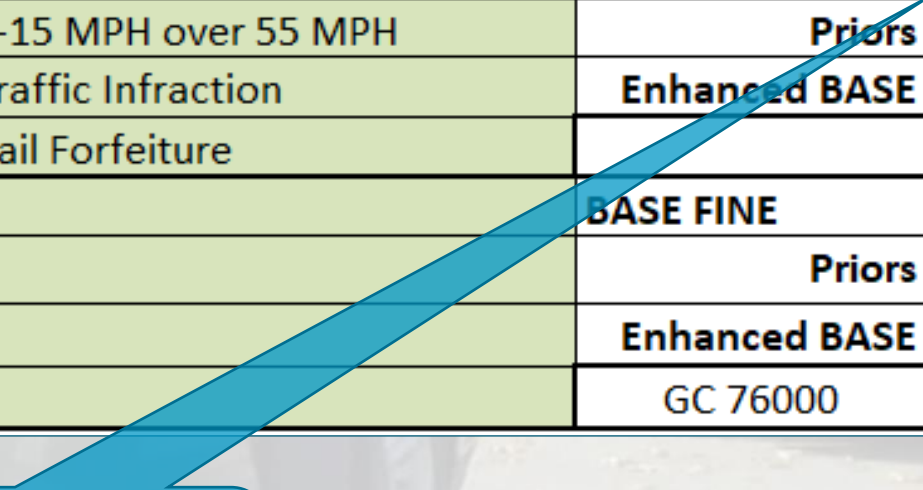 -15 MPH over 55 MPH Priors
raffic Infraction Enhanced BASE
ail Forfeiture
BASE FINE
Priors
Enhanced BASE
GC 76000